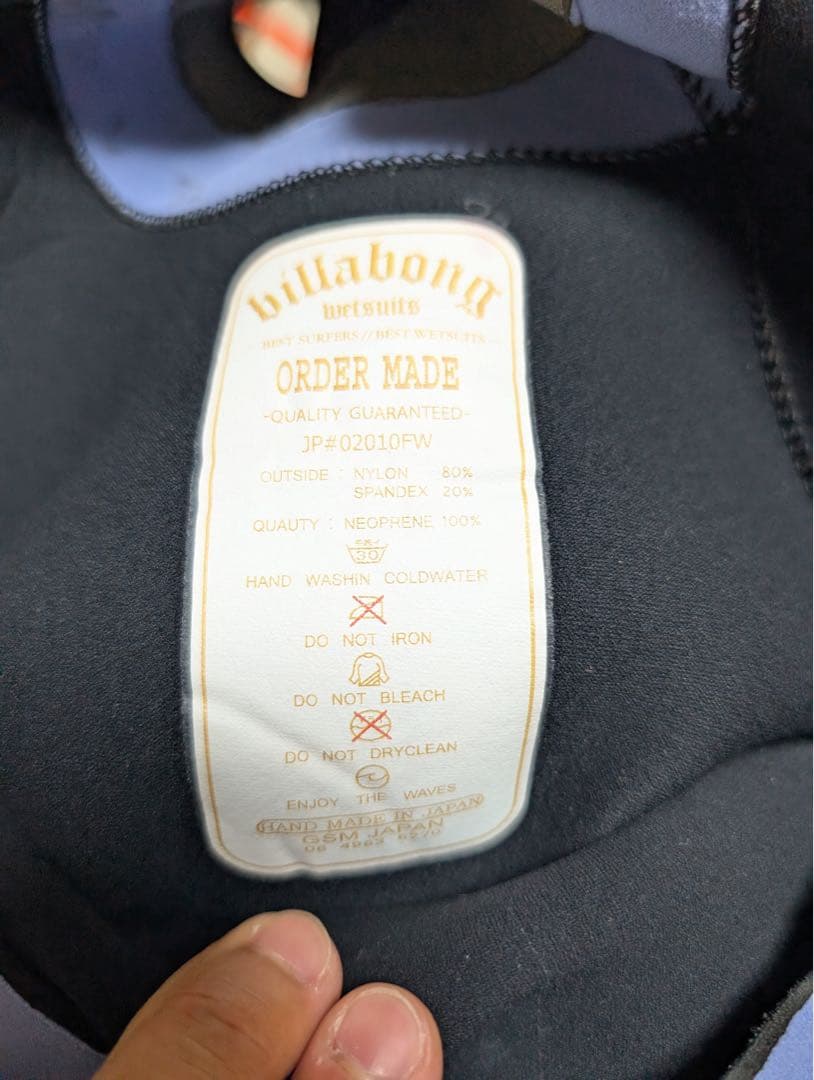 billabong
wetsuits
BEST SURFERS // BEST WETSUITS
ORDER MADE
-QUALITY GUARANTEED-
JP#02010FW
OUTSIDE : NYLON 80%
SPANDEX 20%
QUAUTY : NEOPRENE 100%
30
HAND WASHIN COLDWATER
DO NOT IRON
DO NOT BLEACH
DO NOT DRYCLEAN
ENJOY THE WAVES
HAND MADE IN JAPAN
GSM JAPAN
06 4963